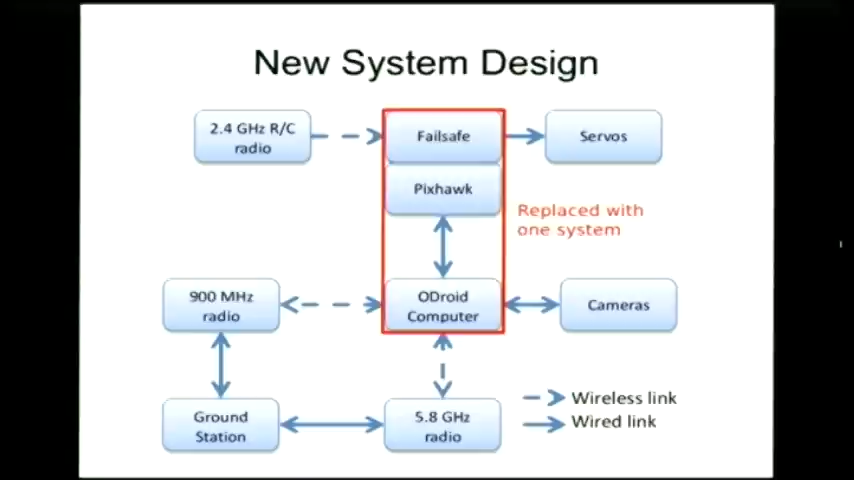 New System Design
2.4 GHz R/C
radio
Failsafe
Servos
Pixhawk
Replaced with
one system
900 MHz
radio
ODroid
Computer
Cameras
Ground
Station
5.8 GHz
radio
Wireless link
Wired link